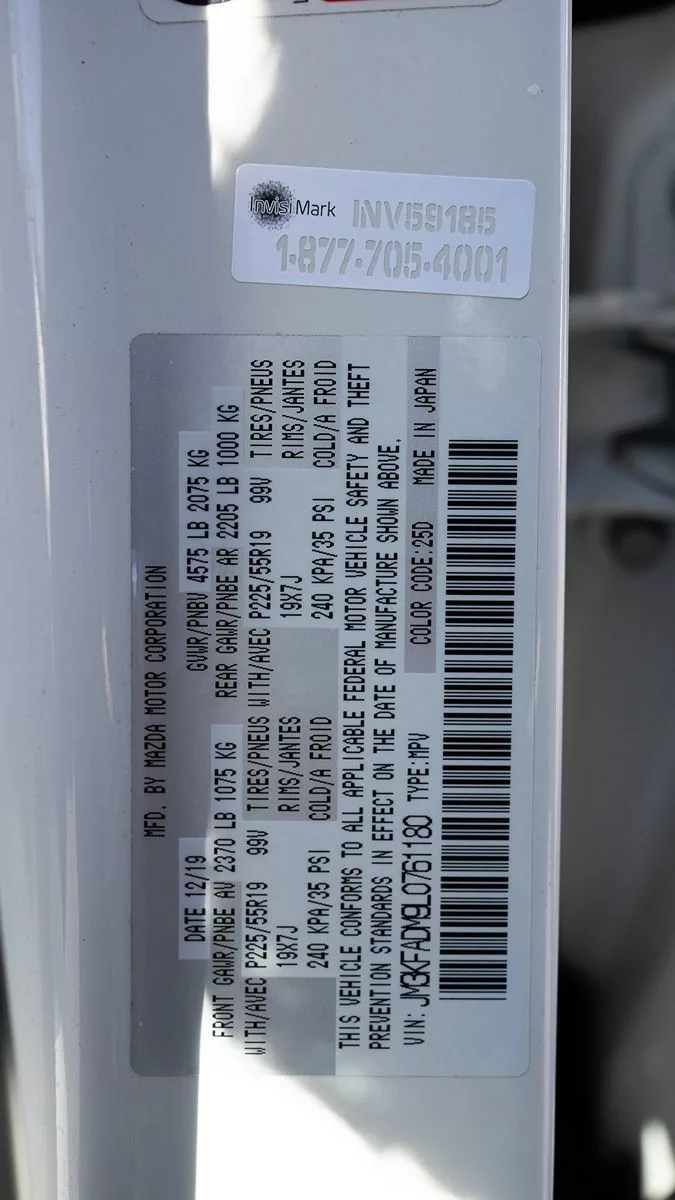 InvisiMark INV59185
1-877-705-4001
MFD. BY MAZDA MOTOR CORPORATION
DATE 12/19 GVWR/PNBV 4575 LB 2075 KG
FRONT GAWR/PNBE AV 2370 LB 1075 KG REAR GAWR/PNBE AR 2205 LB 1000 KG
WITH/AVEC P225/55R19 99V TIRES/PNEUS WITH/AVEC P225/55R19 99V TIRES/PNEUS
19X7J RIMS/JANTES 19X7J RIMS/JANTES
240 KPA/35 PSI COLD/A FROID 240 KPA/35 PSI COLD/A FROID
THIS VEHICLE CONFORMS TO ALL APPLICABLE FEDERAL MOTOR VEHICLE SAFETY AND THEFT
PREVENTION STANDARDS IN EFFECT ON THE DATE OF MANUFACTURE SHOWN ABOVE.
VIN: JM3KFADM9L0761180 TYPE:MPV COLOR CODE:25D MADE IN JAPAN